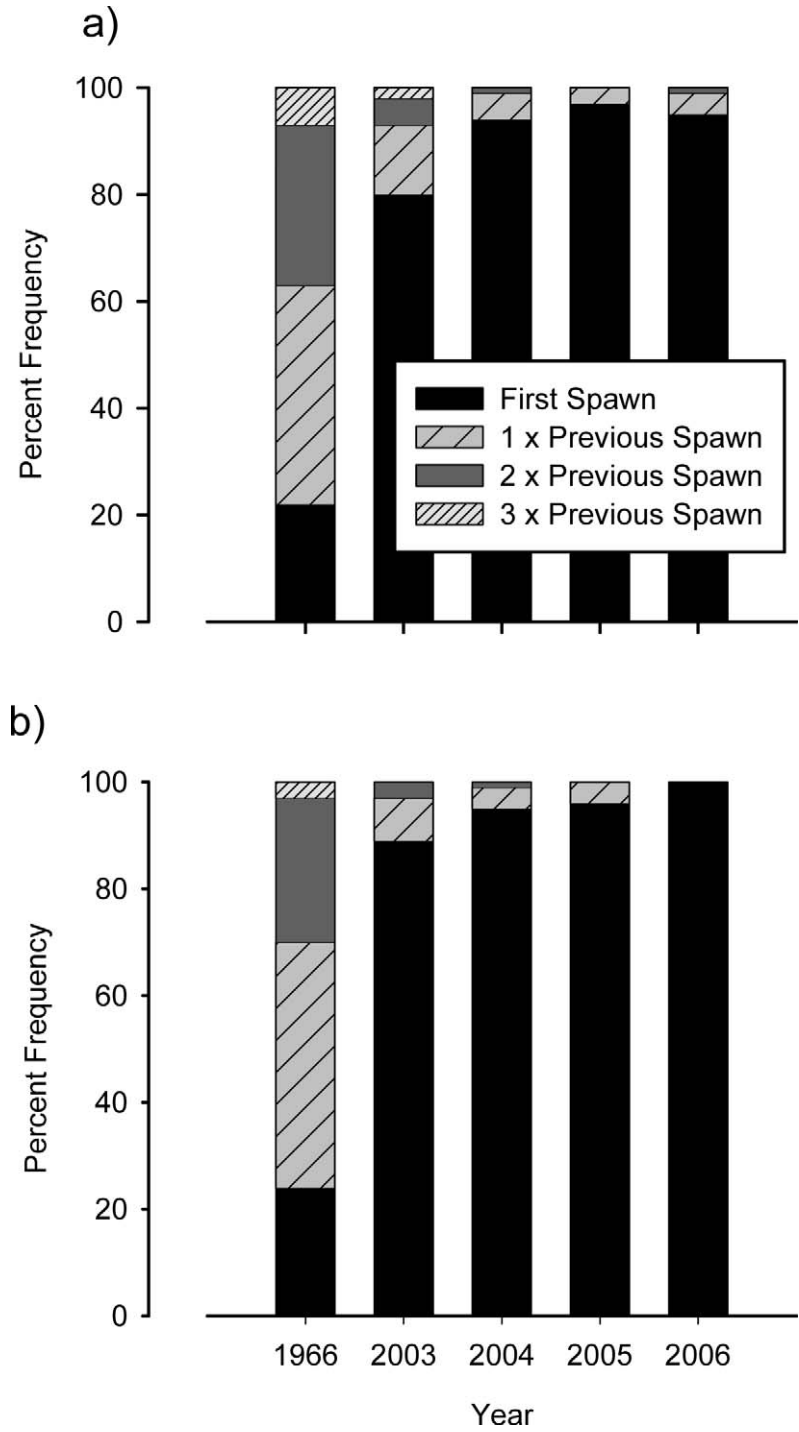 a)
100
80
60
40
20
0
Percent Frequency
First Spawn
1 x Previous Spawn
2 x Previous Spawn
3 x Previous Spawn
b)
100
80
60
40
20
0
Percent Frequency
1966 2003 2004 2005 2006
Year